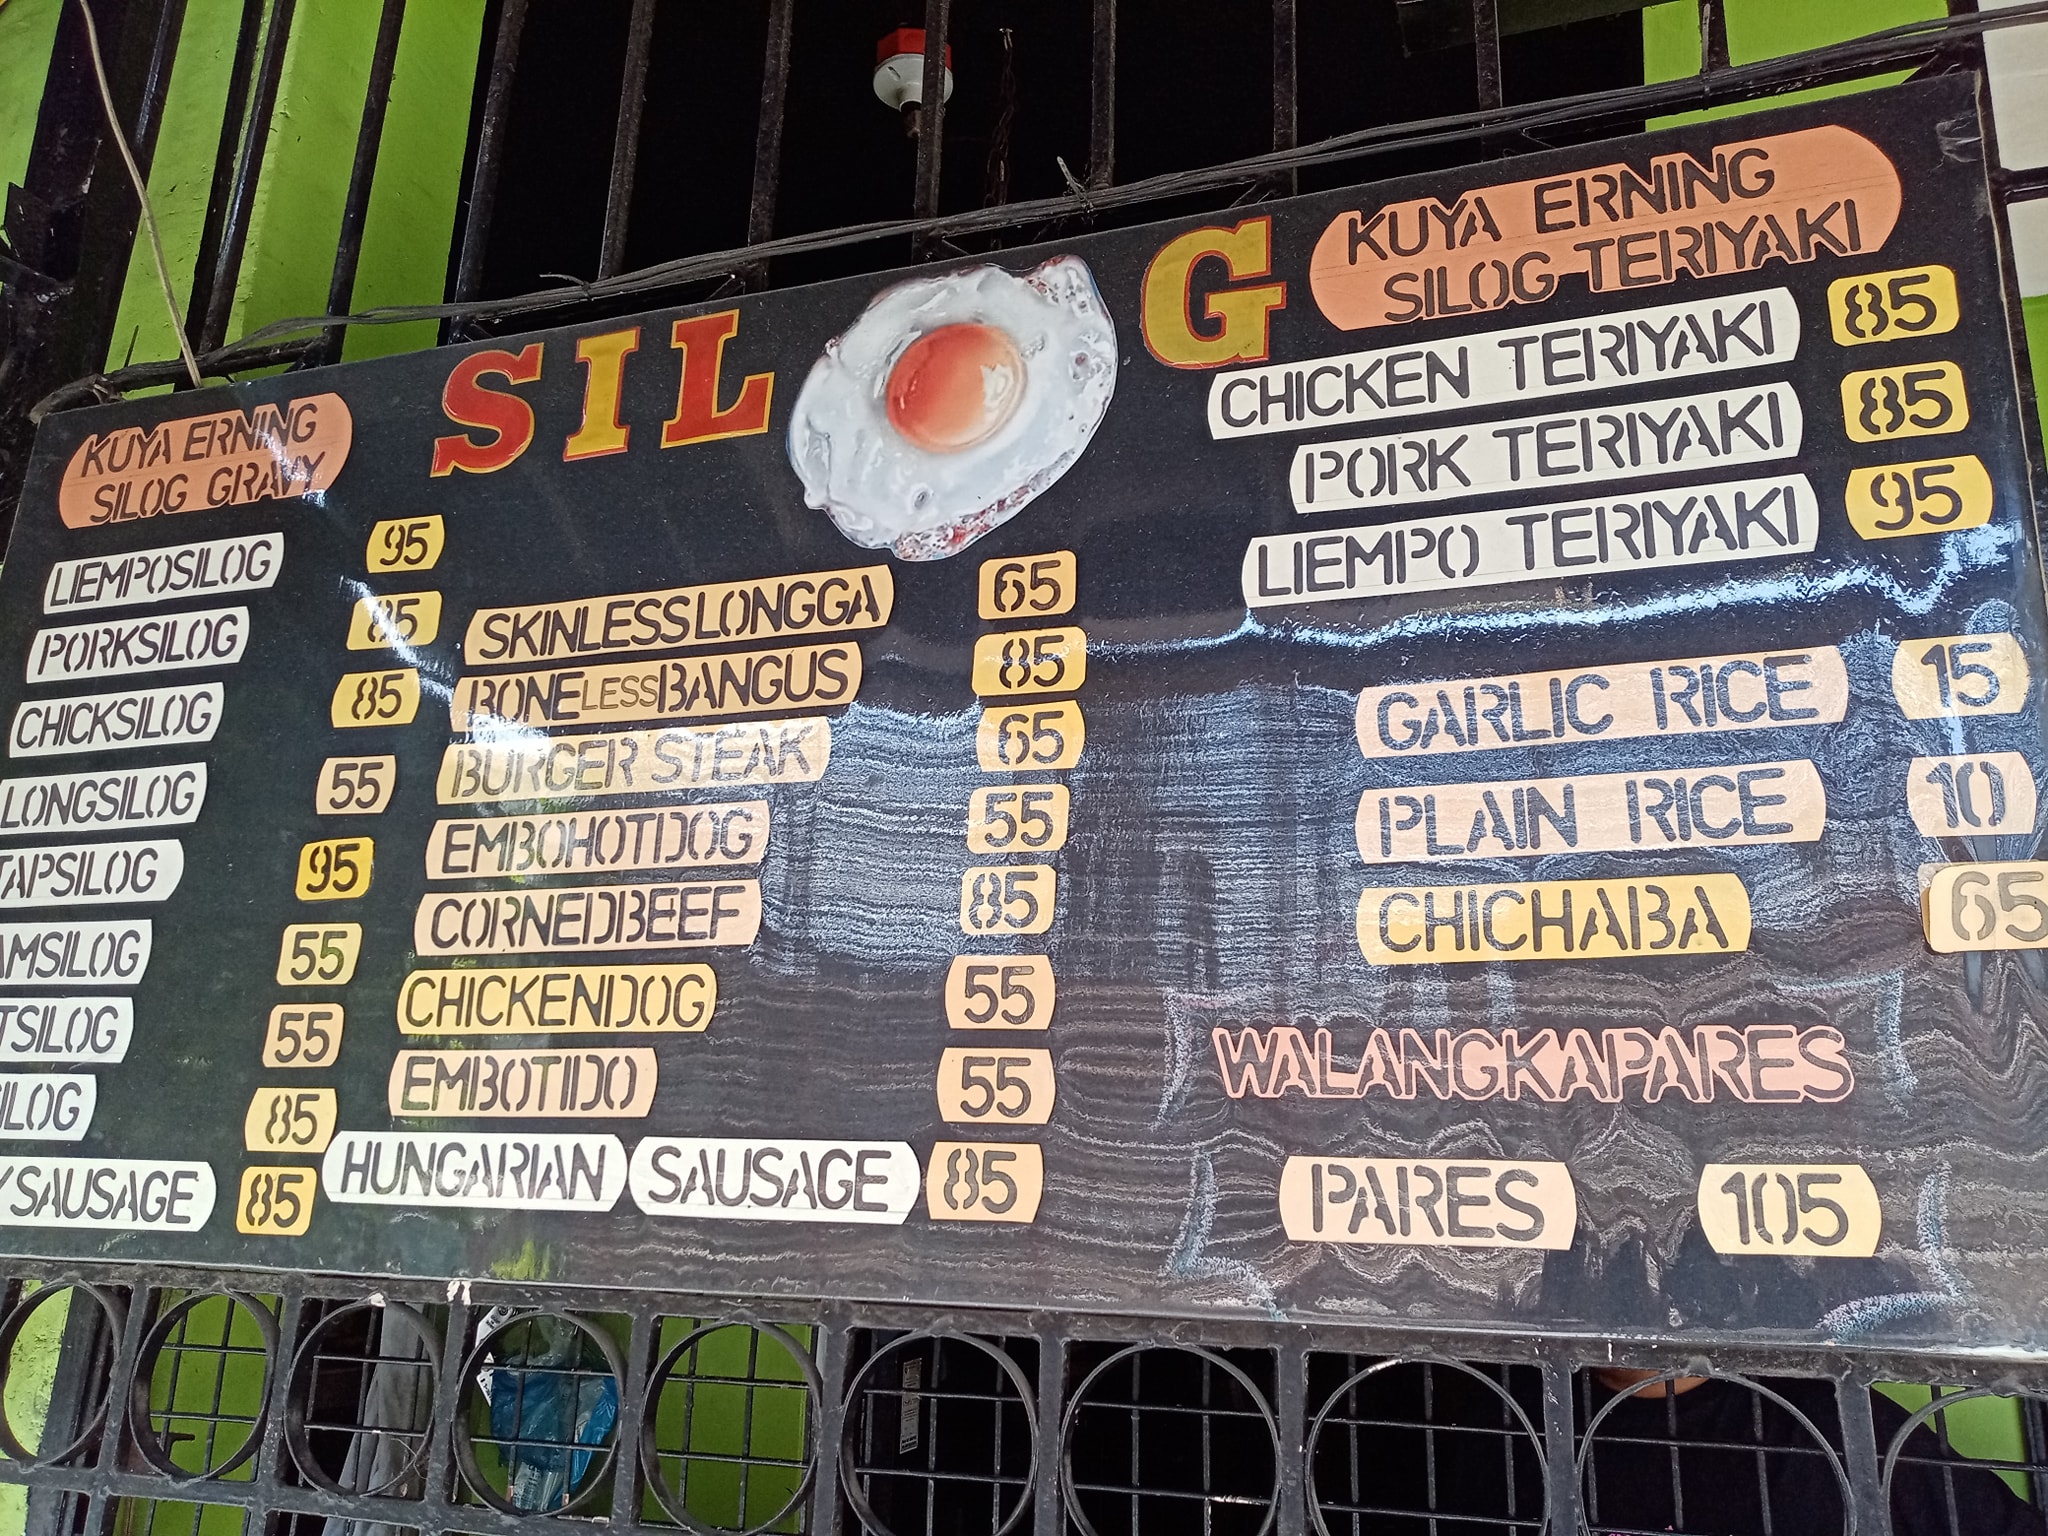 SIL G
KUYA ERNING
SILOG GRAVY
LIEMPOSILOG 95
PORKSILOG 85
CHICKSILOG 85
LONGSILOG 55
TAPSILOG 95
AMSILOG 55
TSILOG 55
ILOG 85
Y SAUSAGE 85
SKINLESSLONGGA 65
BONELESSBANGUS 85
BURGER STEAK 65
EMBOHOTIDOG 55
CORNEDBEEF 85
CHICKENDOG 55
EMBOTIDO 55
HUNGARIAN SAUSAGE 85
KUYA ERNING
SILOG-TERIYAKI
CHICKEN TERIYAKI 85
PORK TERIYAKI 85
LIEMPO TERIYAKI 95
GARLIC RICE 15
PLAIN RICE 10
CHICHABA 65
WALANGKAPARES
PARES 105